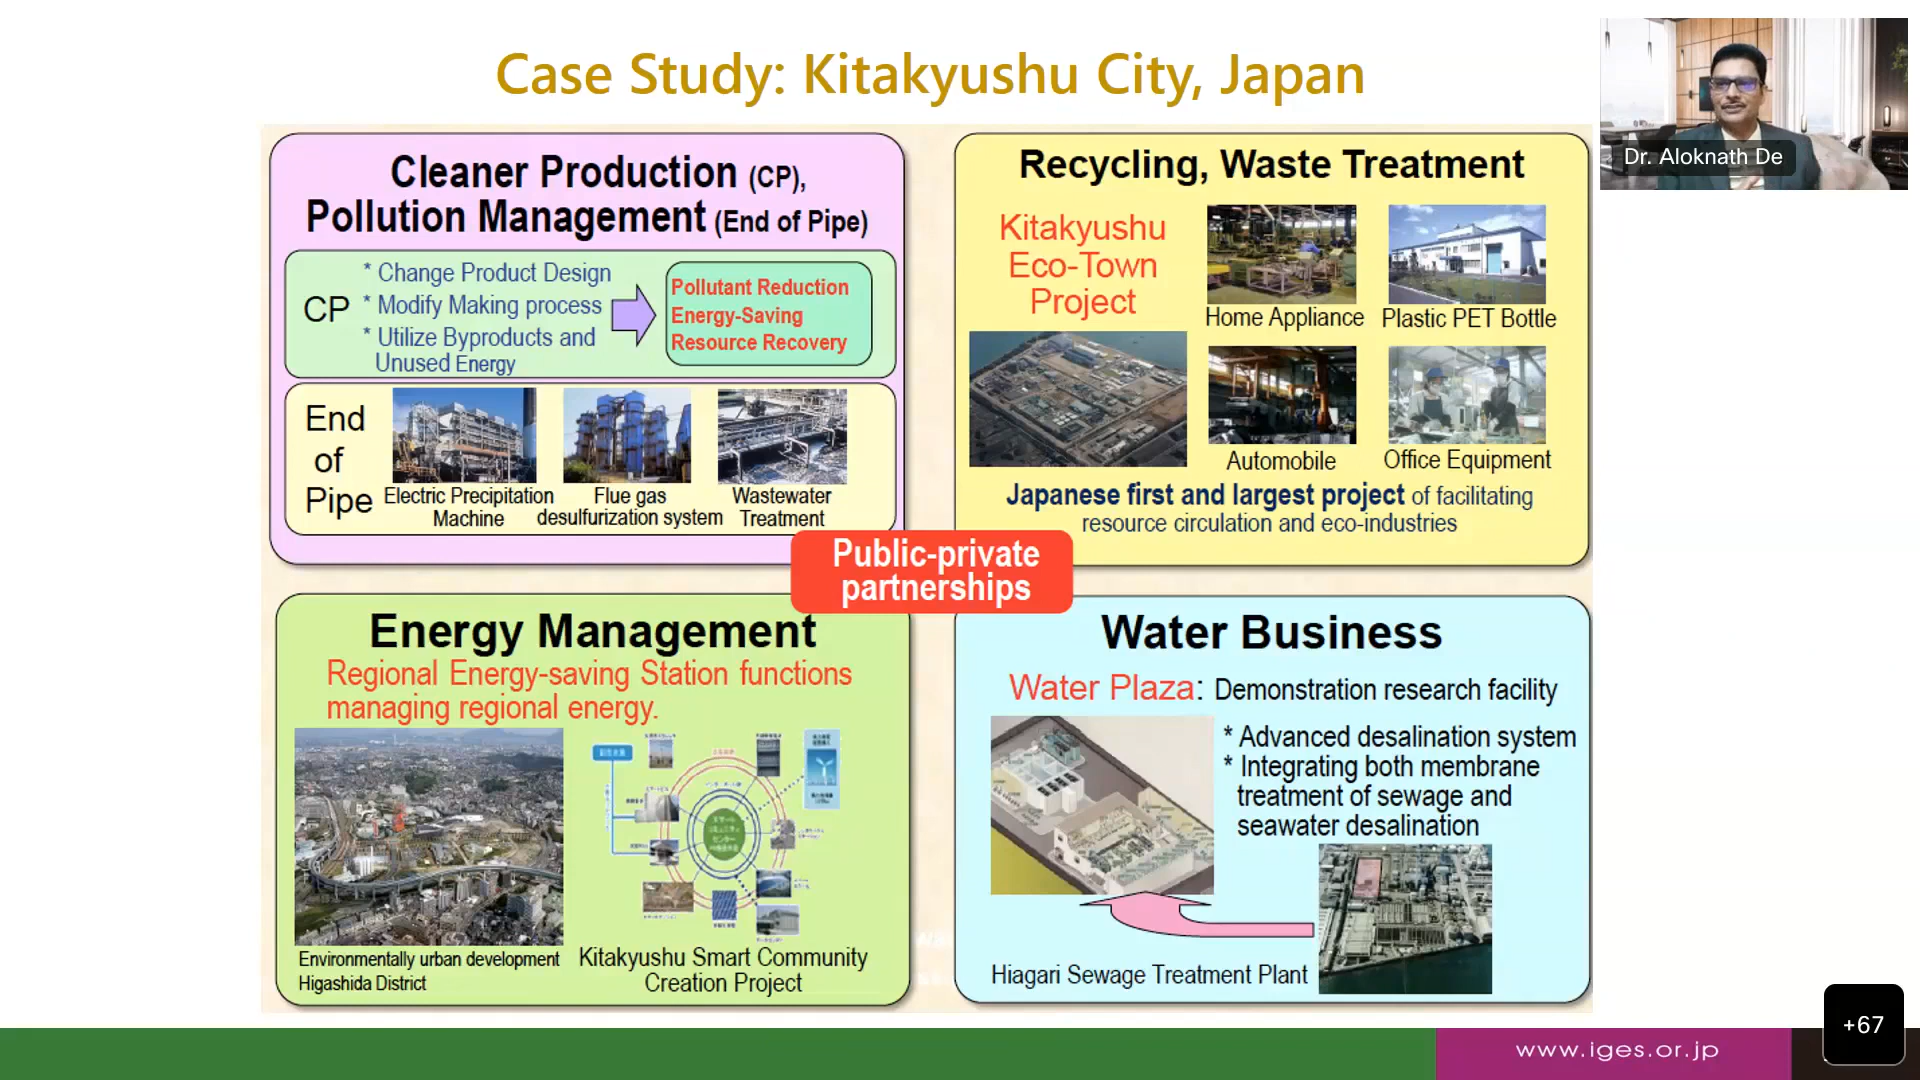 Case Study: Kitakyushu City, Japan
Dr. Aloknath De
Cleaner Production (CP),
Pollution Management (End of Pipe)
CP
* Change Product Design
* Modify Making process
* Utilize Byproducts and
Unused Energy
Pollutant Reduction
Energy-Saving
Resource Recovery
End
of
Pipe
Electric Precipitation
Machine
Flue gas
desulfurization system
Wastewater
Treatment
Recycling, Waste Treatment
Kitakyushu
Eco-Town
Project
Home Appliance
Plastic PET Bottle
Automobile
Office Equipment
Japanese first and largest project of facilitating
resource circulation and eco-industries
Public-private
partnerships
Energy Management
Regional Energy-saving Station functions
managing regional energy.
Environmentally urban development
Higashida District
Kitakyushu Smart Community
Creation Project
Water Business
Water Plaza: Demonstration research facility
* Advanced desalination system
* Integrating both membrane
treatment of sewage and
seawater desalination
Hiagari Sewage Treatment Plant
www.iges.or.jp
+67